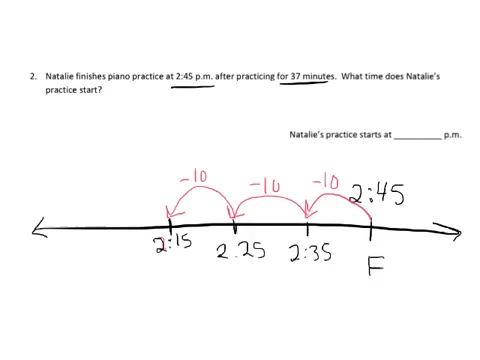 2. Natalie finishes piano practice at 2:45 p.m. after practicing for 37 minutes. What time does Natalie's
practice start?
Natalie's practice starts at __________ p.m.
-10 -10 -10 2:45
2:15 2.25 2:35 F